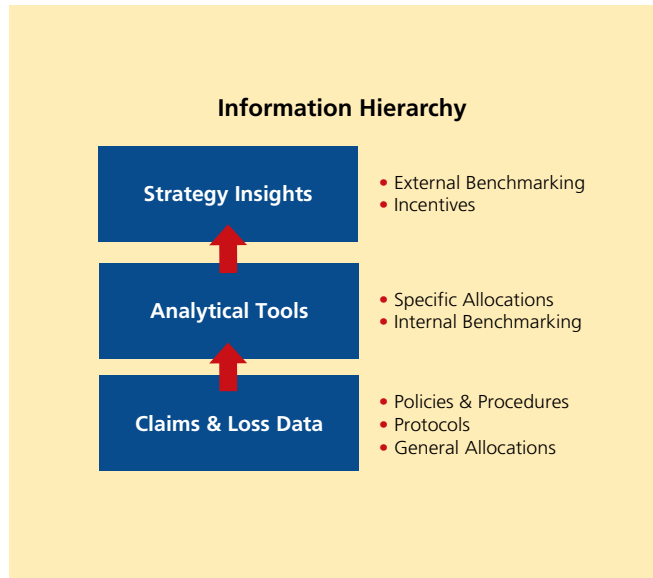 Information Hierarchy
Strategy Insights
• External Benchmarking
• Incentives
Analytical Tools
• Specific Allocations
• Internal Benchmarking
Claims & Loss Data
• Policies & Procedures
• Protocols
• General Allocations